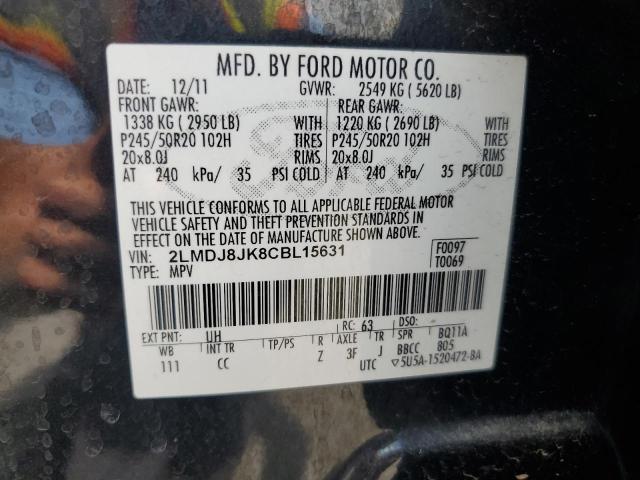 MFD. BY FORD MOTOR CO.
DATE: 12/11 GVWR: 2549 KG ( 5620 LB)
FRONT GAWR: REAR GAWR:
1338 KG ( 2950 LB) WITH 1220 KG ( 2690 LB) WITH
P245/50R20 102H TIRES P245/50R20 102H TIRES
20x8.0J RIMS 20x8.0J RIMS
AT 240 kPa/ 35 PSI COLD AT 240 kPa/ 35 PSI COLD
THIS VEHICLE CONFORMS TO ALL APPLICABLE FEDERAL MOTOR
VEHICLE SAFETY AND THEFT PREVENTION STANDARDS IN
EFFECT ON THE DATE OF MANUFACTURE SHOWN ABOVE.
VIN: 2LMDJ8JK8CBL15631 F0097
TYPE: MPV T0069
EXT PNT: UH RC: 63 DSO:
WB INT TR TP/PS R AXLE TR SPR BQ11A
111 CC Z 3F J BBCC 805
UTC ▽5U5A-1520472-BA